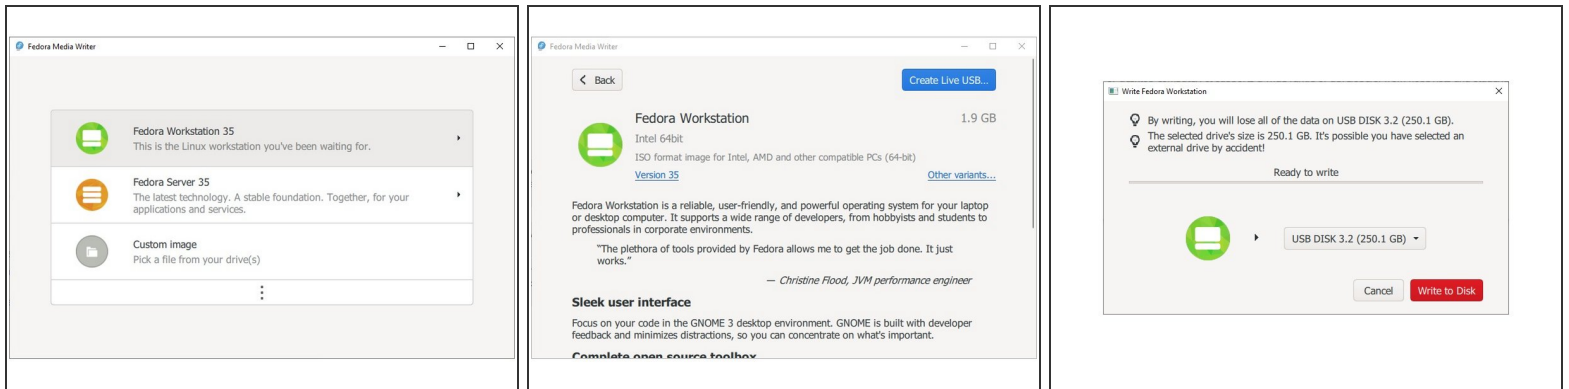 Fedora Media Writer
Fedora Workstation 35
This is the Linux workstation you've been waiting for.
Fedora Server 35
The latest technology. A stable foundation. Together, for your
applications and services.
Custom image
Pick a file from your drive(s)
Fedora Media Writer
Back
Create Live USB...
Fedora Workstation
1.9 GB
Intel 64bit
ISO format image for Intel, AMD and other compatible PCs (64-bit)
Version 35
Other variants...
Fedora Workstation is a reliable, user-friendly, and powerful operating system for your laptop
or desktop computer. It supports a wide range of developers, from hobbyists and students to
professionals in corporate environments.
"The plethora of tools provided by Fedora allows me to get the job done. It just
works."
— Christine Flood, JVM performance engineer
Sleek user interface
Focus on your code in the GNOME 3 desktop environment. GNOME is built with developer
feedback and minimizes distractions, so you can concentrate on what's important.
Complete open source toolbox
Write Fedora Workstation
By writing, you will lose all of the data on USB DISK 3.2 (250.1 GB).
The selected drive's size is 250.1 GB. It's possible you have selected an
external drive by accident!
Ready to write
USB DISK 3.2 (250.1 GB)
Cancel
Write to Disk